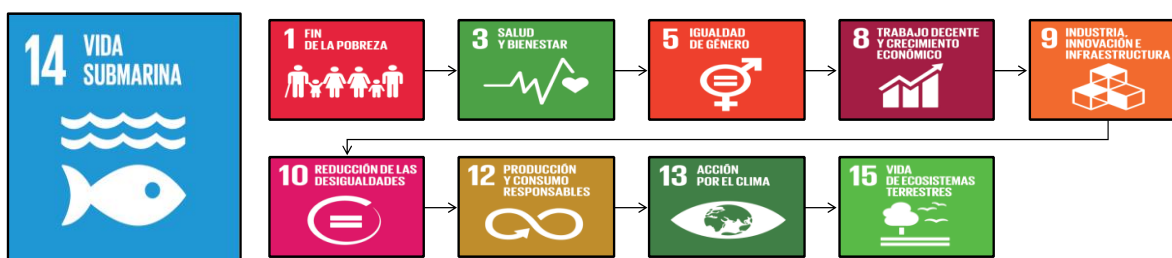 14 VIDA
SUBMARINA
1 FIN
DE LA POBREZA
3 SALUD
Y BIENESTAR
5 IGUALDAD
DE GÉNERO
8 TRABAJO DECENTE
Y CRECIMIENTO
ECONÓMICO
9 INDUSTRIA,
INNOVACIÓN E
INFRAESTRUCTURA
10 REDUCCIÓN DE LAS
DESIGUALDADES
12 PRODUCCIÓN
Y CONSUMO
RESPONSABLES
13 ACCIÓN
POR EL CLIMA
15 VIDA
DE ECOSISTEMAS
TERRESTRES